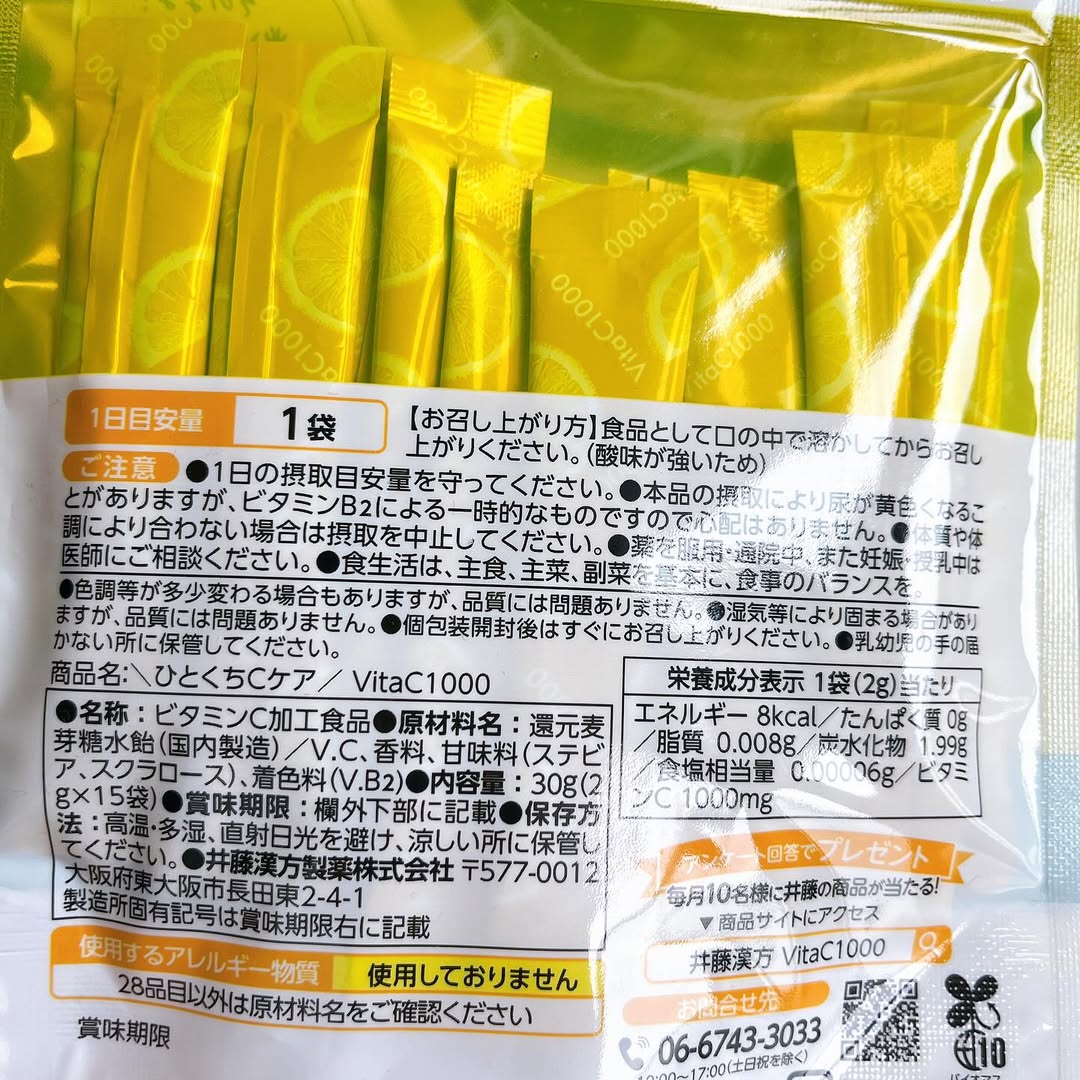 VitaC1000
VitaC1000
VitaC1000
1日目安量 1袋
【お召し上がり方】食品として口の中で溶かしてからお召し
上がりください。(酸味が強いため)
ご注意 ●1日の摂取目安量を守ってください。●本品の摂取により尿が黄色くなるこ
とがありますが、ビタミンB2による一時的なものですので心配はありません。●体質や体
調により合わない場合は摂取を中止してください。●薬を服用・通院中、また妊娠・授乳中は
医師にご相談ください。●食生活は、主食、主菜、副菜を基本に、食事のバランスを。
●色調等が多少変わる場合もありますが、品質には問題ありません。●湿気等により固まる場合があり
ますが、品質には問題ありません。●個包装開封後はすぐにお召し上がりください。●乳幼児の手の届
かない所に保管してください。
商品名:＼ひとくちCケア／ VitaC1000
●名称：ビタミンC加工食品●原材料名：還元麦
芽糖水飴(国内製造)／V.C、香料、甘味料(ステビ
ア、スクラロース)、着色料(V.B2)●内容量：30g(2
g×15袋)●賞味期限：欄外下部に記載●保存方
法：高温・多湿、直射日光を避け、涼しい所に保管し
てください。●井藤漢方製薬株式会社 〒577-0012
大阪府東大阪市長田東2-4-1
製造所固有記号は賞味期限右に記載
使用するアレルギー物質 使用しておりません
28品目以外は原材料名をご確認ください
賞味期限
栄養成分表示 1袋(2g)当たり
エネルギー 8kcal／たんぱく質 0g
／脂質 0.008g／炭水化物 1.99g
／食塩相当量 0.00006g／ビタミ
ンC 1000mg
アンケート回答でプレゼント
毎月10名様に井藤の商品が当たる!
▼商品サイトにアクセス
井藤漢方 VitaC1000
お問合せ先
06-6743-3033
10:00〜17:00(土日祝を除く)
10
バイオマス